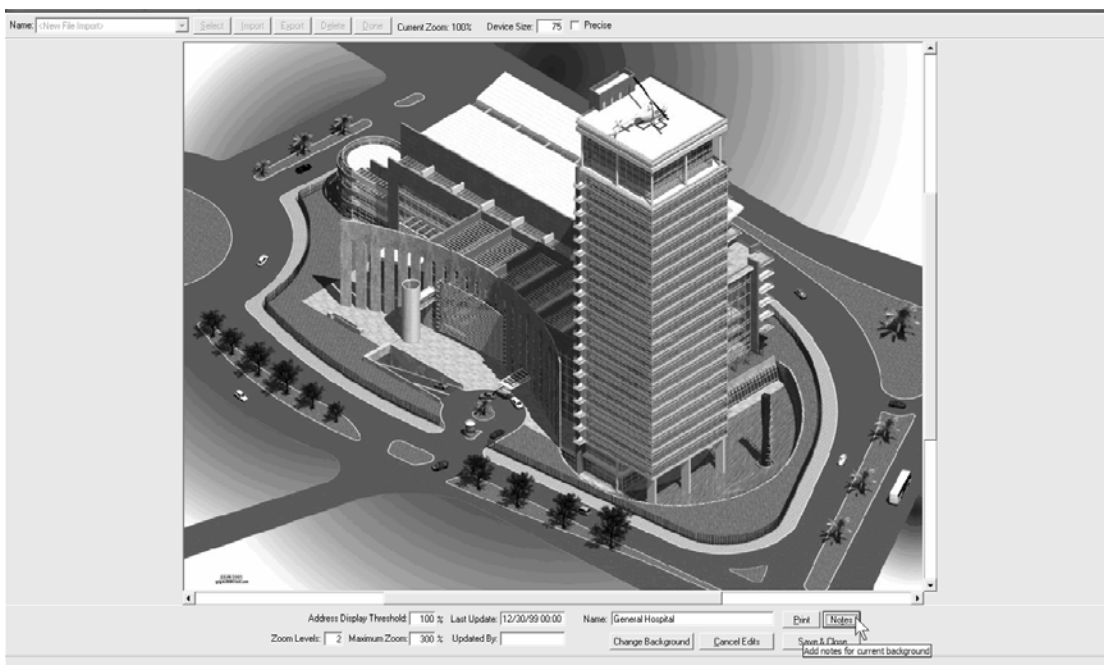 Name: <New File Import> Select Import Export Delete Done Current Zoom: 100% Device Size: 75 Precise
Address Display Threshold: 100 % Last Update: 12/30/99 00:00 Name: General Hospital Print Notes
Zoom Levels: 2 Maximum Zoom: 300 % Updated By: Change Background Cancel Edits Save & Close
Add notes for current background